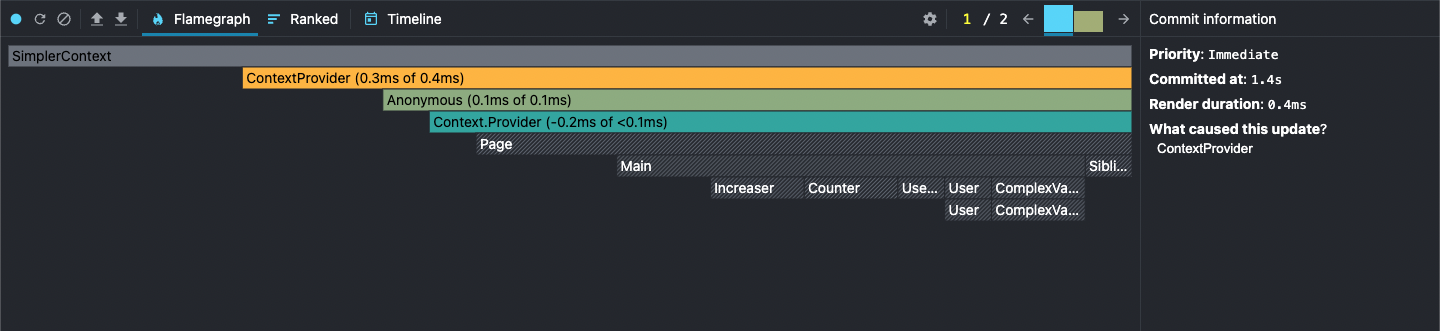 Flamegraph Ranked Timeline 1 / 2 Commit information
SimplerContext
ContextProvider (0.3ms of 0.4ms)
Anonymous (0.1ms of 0.1ms)
Context.Provider (-0.2ms of <0.1ms)
Page
Main Sibli...
Increaser Counter Use... User ComplexVa...
User ComplexVa...
Priority: Immediate
Committed at: 1.4s
Render duration: 0.4ms
What caused this update?
ContextProvider